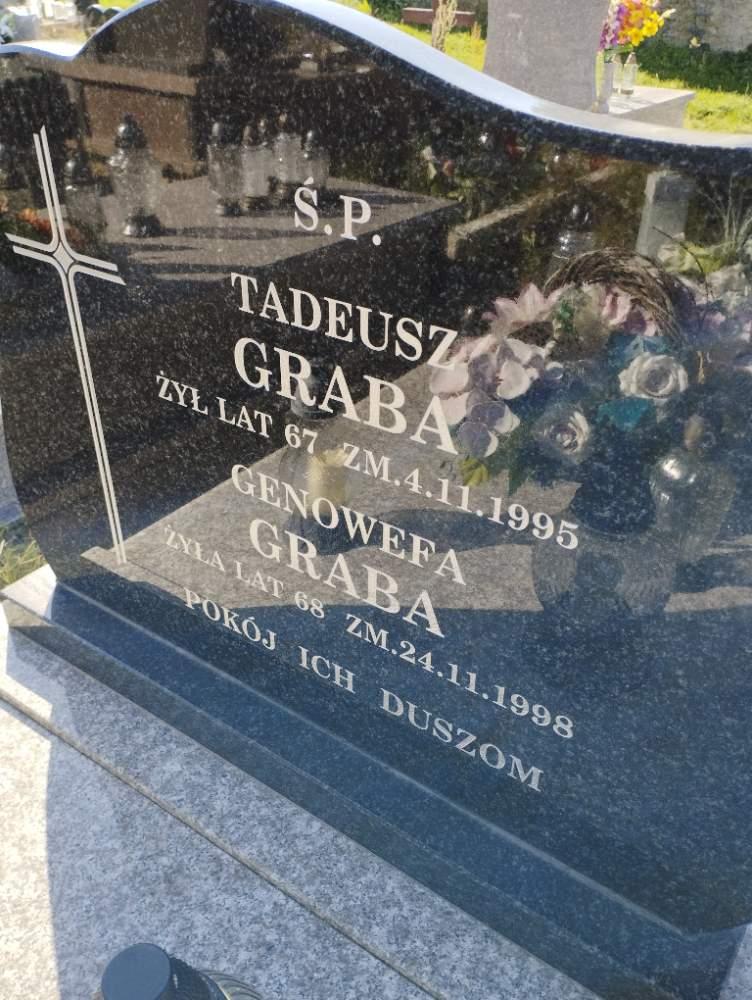 Ś.P.
TADEUSZ
GRABA
ŻYŁ LAT 67 ZM.4.11.1995
GENOWEFA
GRABA
ŻYŁA LAT 68 ZM.24.11.1998
POKÓJ ICH DUSZOM